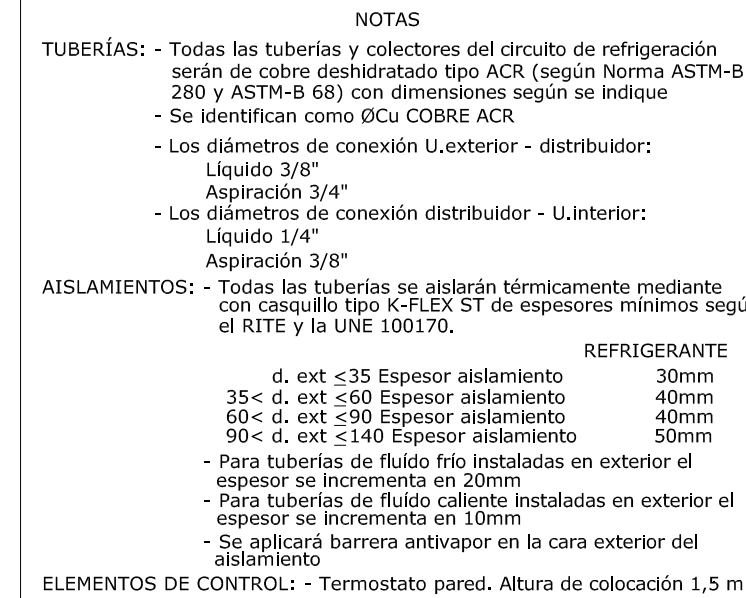 NOTAS
TUBERÍAS: - Todas las tuberías y colectores del circuito de refrigeración
serán de cobre deshidratado tipo ACR (según Norma ASTM-B
280 y ASTM-B 68) con dimensiones según se indique
- Se identifican como ØCu COBRE ACR
- Los diámetros de conexión U.exterior - distribuidor:
Líquido 3/8"
Aspiración 3/4"
- Los diámetros de conexión distribuidor - U.interior:
Líquido 1/4"
Aspiración 3/8"
AISLAMIENTOS: - Todas las tuberías se aislarán térmicamente mediante
con casquillo tipo K-FLEX ST de espesores mínimos segú
el RITE y la UNE 100170.
REFRIGERANTE
d. ext ≤35 Espesor aislamiento 30mm
35< d. ext ≤60 Espesor aislamiento 40mm
60< d. ext ≤90 Espesor aislamiento 40mm
90< d. ext ≤140 Espesor aislamiento 50mm
- Para tuberías de fluído frío instaladas en exterior el
espesor se incrementa en 20mm
- Para tuberías de fluído caliente instaladas en exterior el
espesor se incrementa en 10mm
- Se aplicará barrera antivapor en la cara exterior del
aislamiento
ELEMENTOS DE CONTROL: - Termostato pared. Altura de colocación 1,5 m